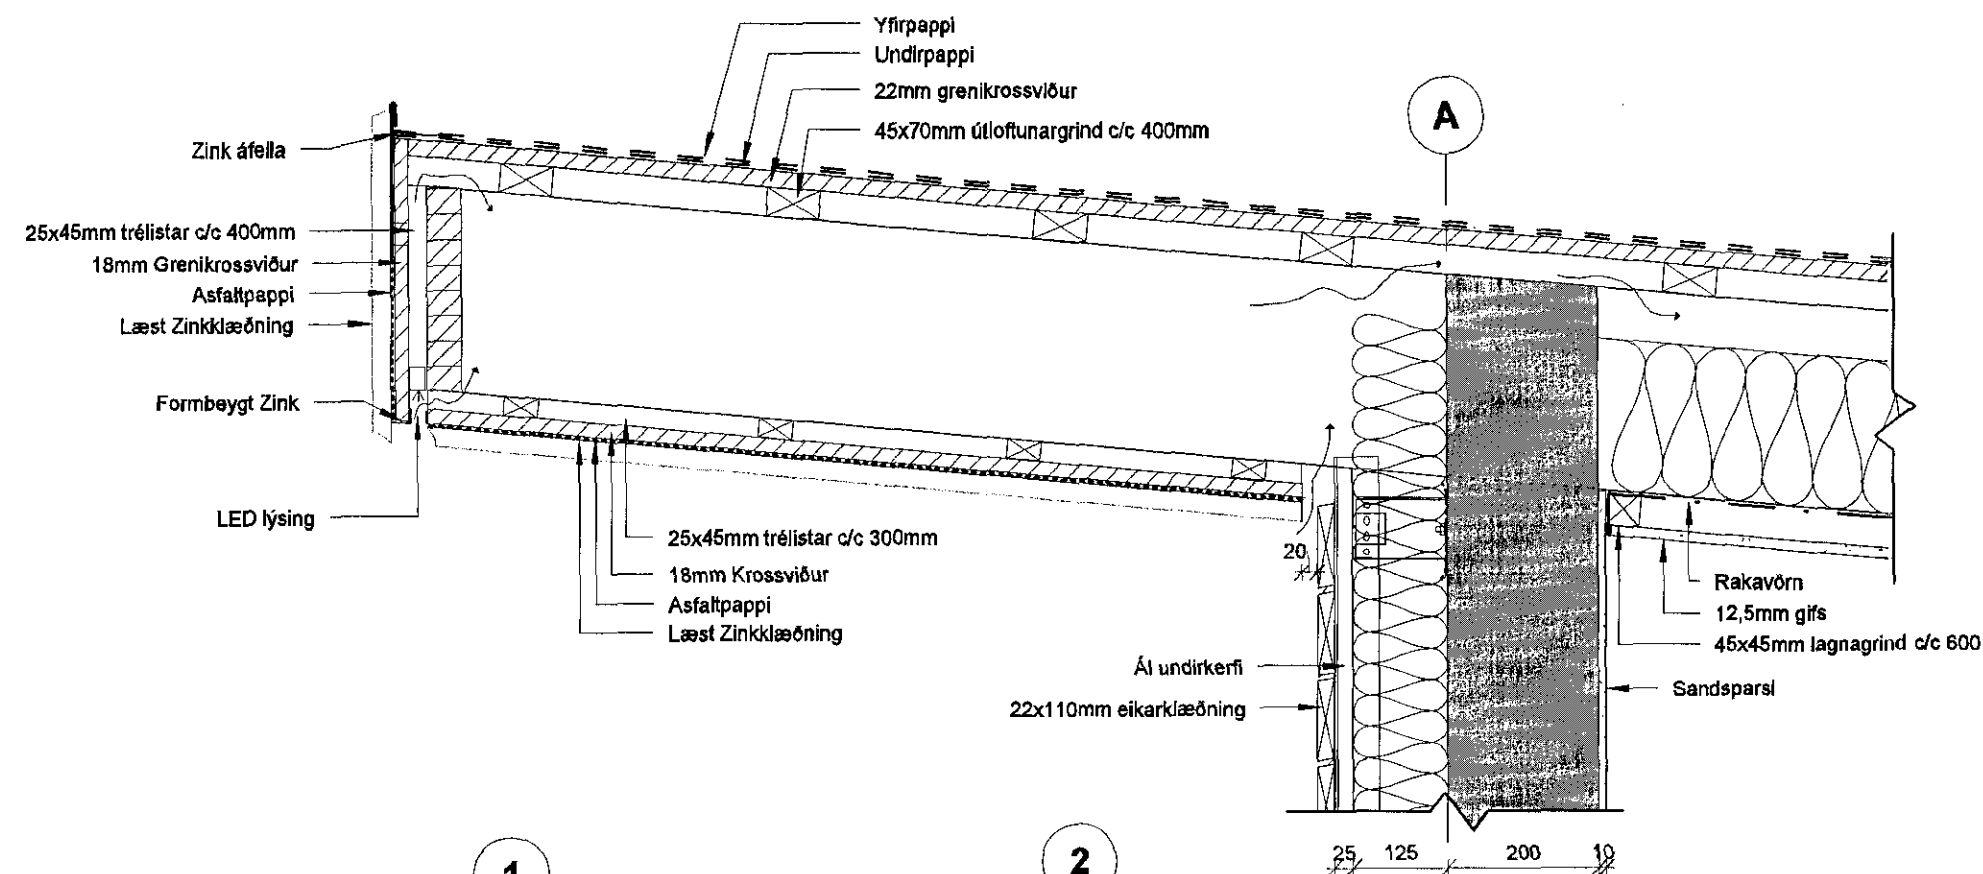 Yfirpappi
Undirpappi
22mm grenikrossviður
45x70mm útloftunargrind c/c 400mm
A
Zink áfella
25x45mm trélistar c/c 400mm
18mm Grenikrossviður
Asfaltpappi
Læst Zinkklæðning
Formbeygt Zink
LED lýsing
25x45mm trélistar c/c 300mm
18mm Krossviður
Asfaltpappi
Læst Zinkklæðning
20
Rakavörn
12,5mm gifs
45x45mm lagnagrind c/c 600
Ál undirkerfi
Sandsparsl
22x110mm eikarklæðning
1
2
25 125 200 10